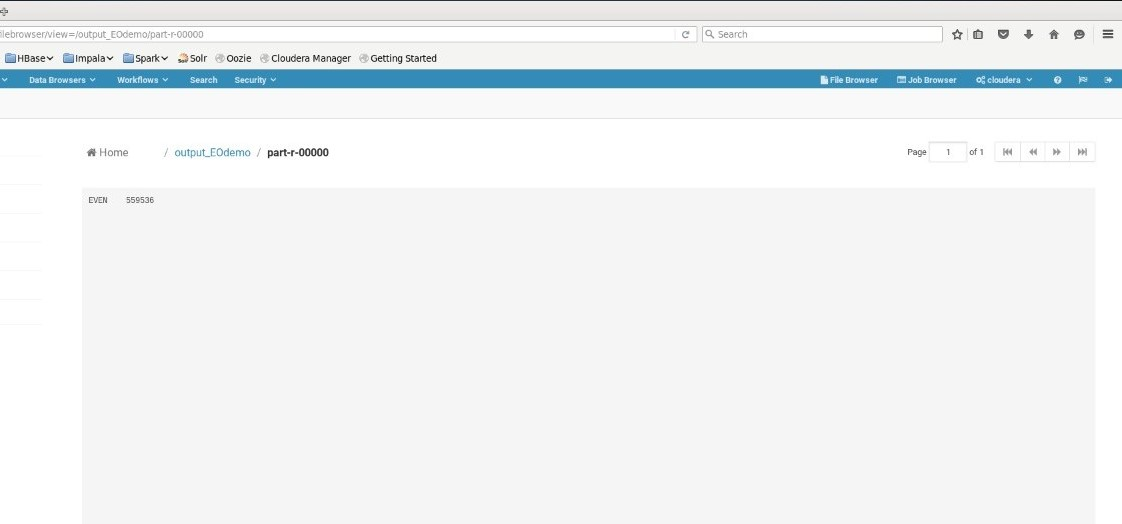 ilebrowser/view=/output_EOdemo/part-r-00000
Search
HBase Impala Spark Solr Oozie Cloudera Manager Getting Started
Data Browsers Workflows Search Security File Browser Job Browser cloudera
Home / output_EOdemo / part-r-00000
Page 1 of 1
EVEN 559536